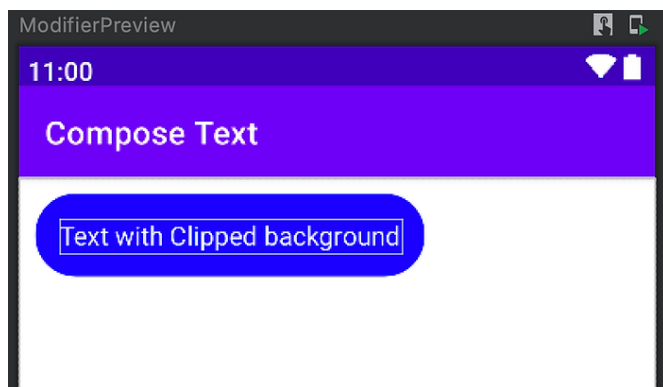 ModifierPreview
11:00
Compose Text
Text with Clipped background